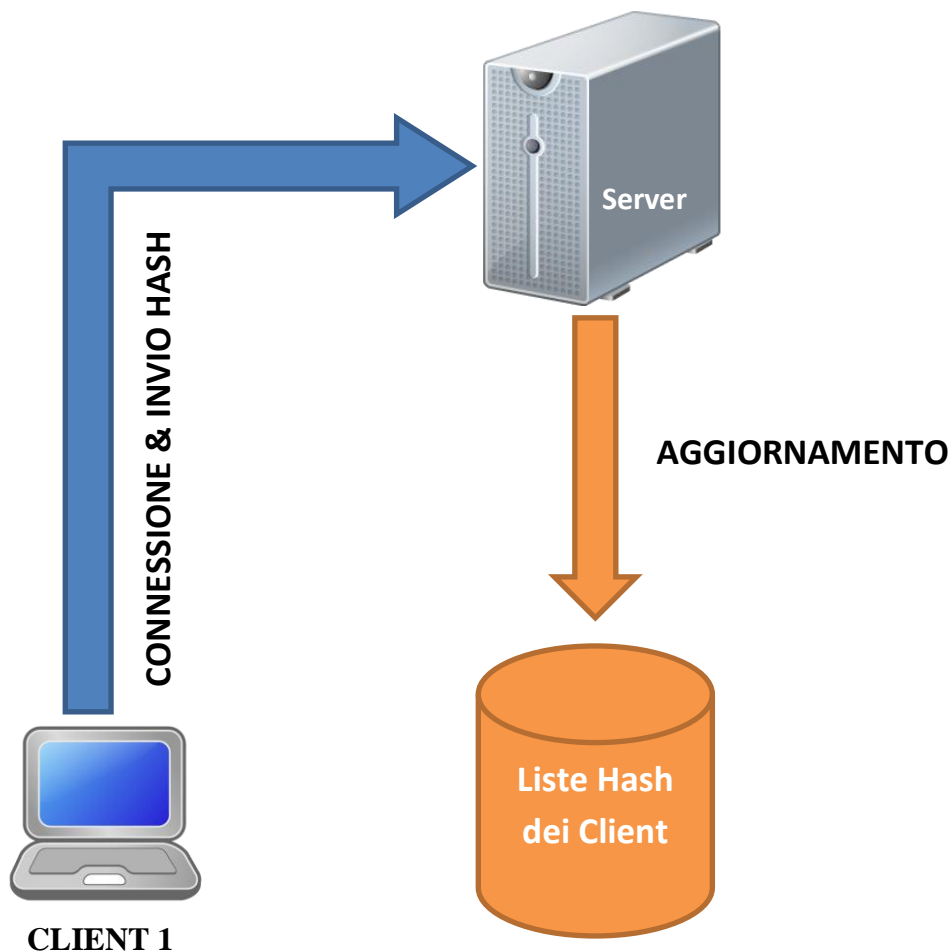 Server
CONNESSIONE & INVIO HASH
AGGIORNAMENTO
Liste Hash
dei Client
CLIENT 1